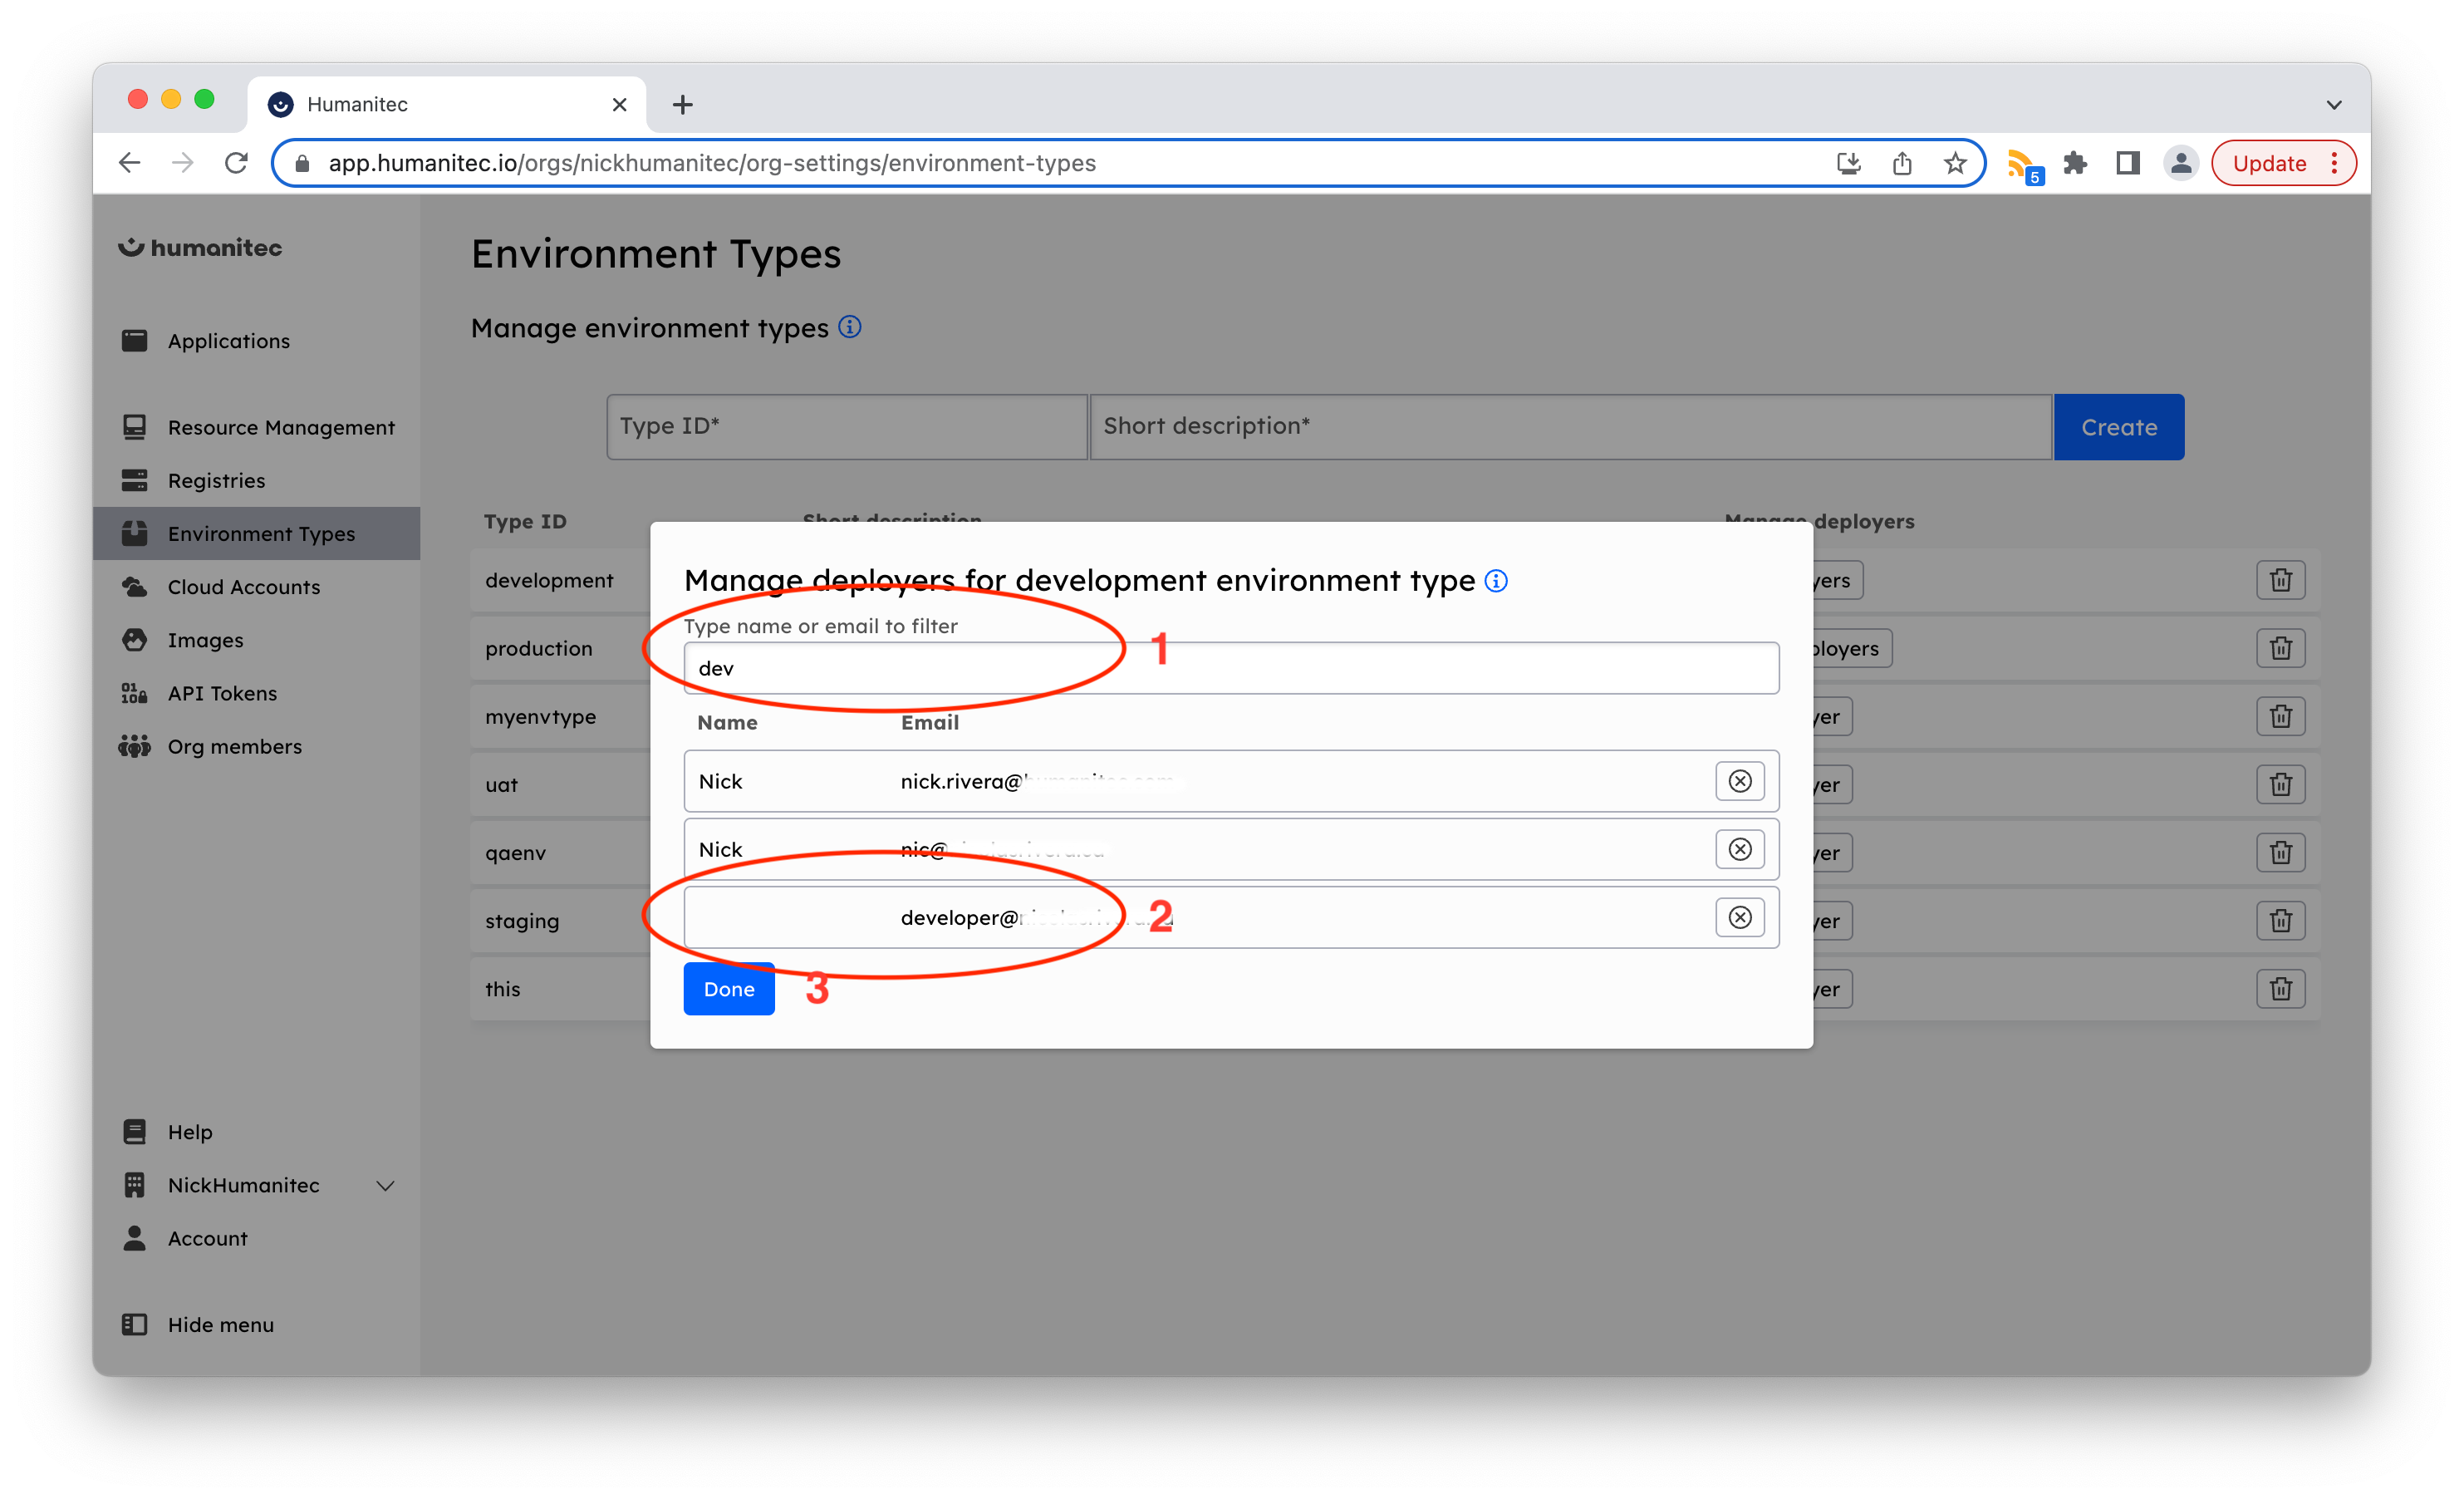 Humanitec
app.humanitec.io/orgs/nickhumanitec/org-settings/environment-types
5
Update
humanitec
Applications
Resource Management
Registries
Environment Types
Cloud Accounts
Images
API Tokens
Org members
Help
NickHumanitec
Account
Hide menu
Environment Types
Manage environment types
Type ID*
Short description*
Create
Type ID
Short description
Manage deployers
development
production
myenvtype
uat
qaenv
staging
this
yers
ployers
yer
yer
yer
yer
yer
Manage deployers for development environment type
Type name or email to filter
1
dev
Name
Email
Nick
nick.rivera@
Nick
nic@
developer@
2
Done
3